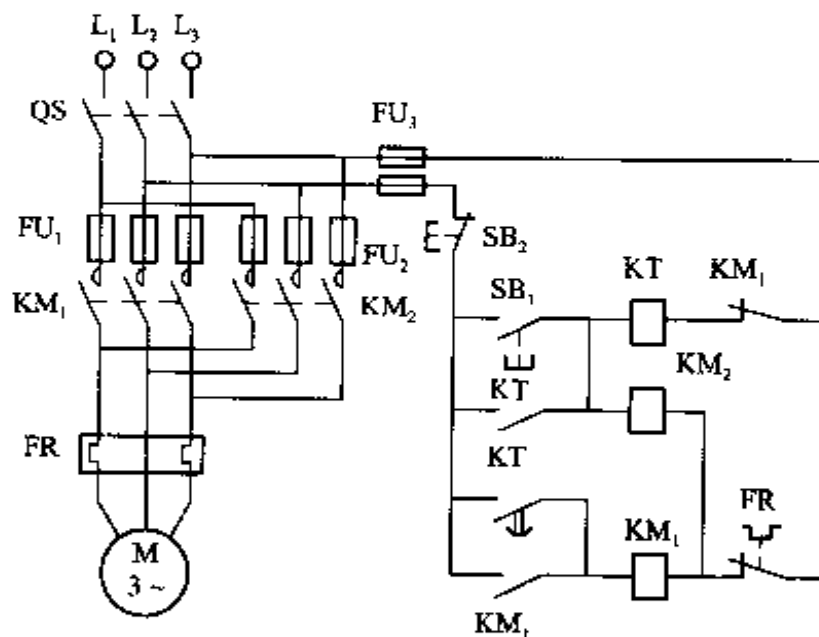 L₁ L₂ L₃
QS
FU₃
FU₁
FU₂
SB₂
KM₁
KM₂
SB₁
KT
KM₁
KM₂
KT
KT
FR
KM₁
FR
M
3 ~
KM₁